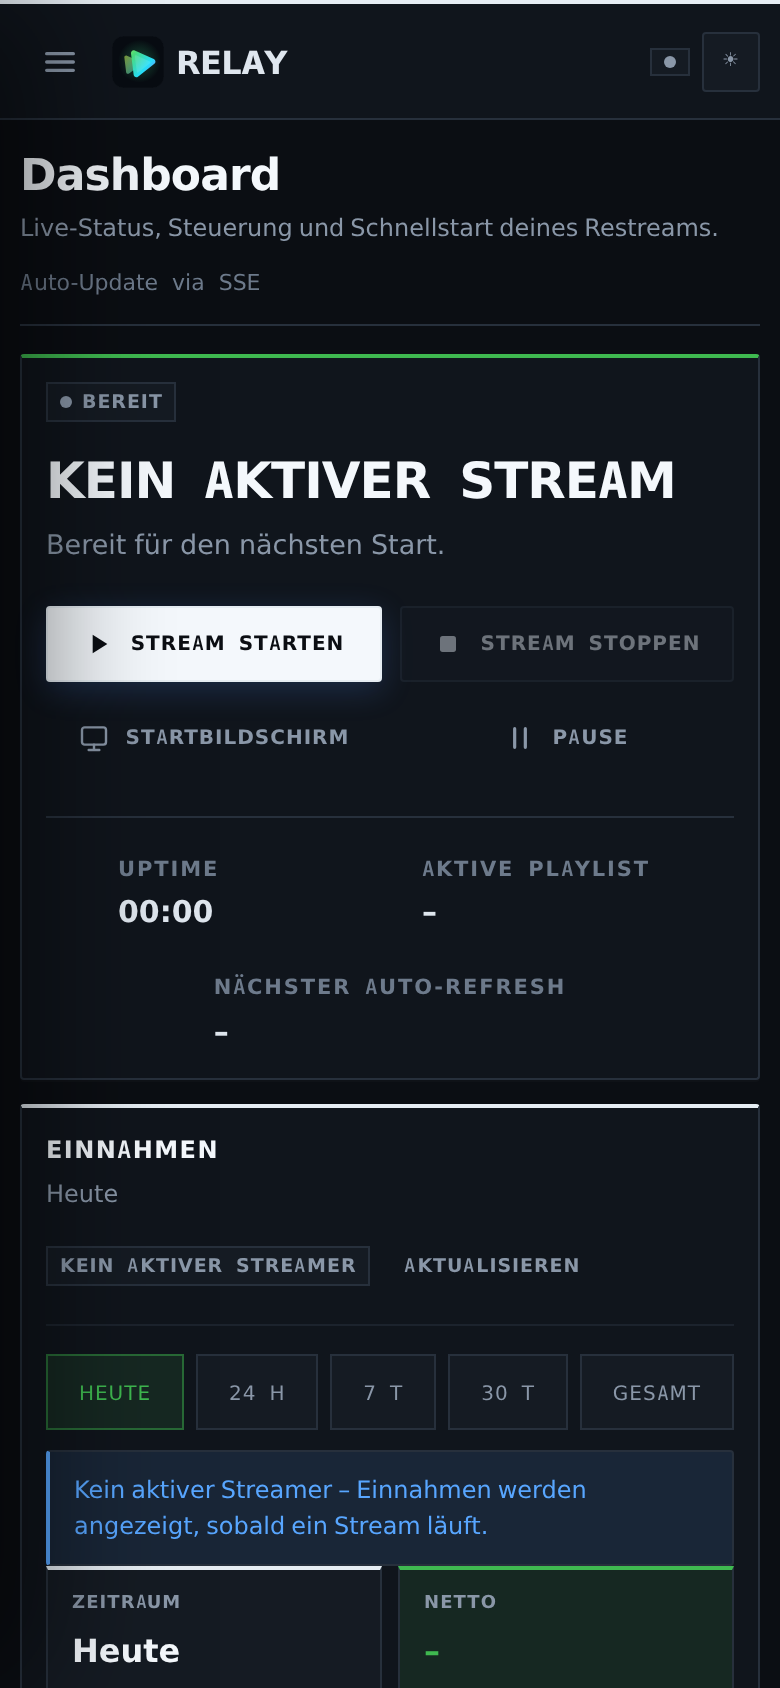 RELAY
Dashboard
Live-Status, Steuerung und Schnellstart deines Restreams.
Auto-Update via SSE
BEREIT
KEIN AKTIVER STREAM
Bereit für den nächsten Start.
STREAM STARTEN
STREAM STOPPEN
STARTBILDSCHIRM
PAUSE
UPTIME
AKTIVE PLAYLIST
00:00
–
NÄCHSTER AUTO-REFRESH
–
EINNAHMEN
Heute
KEIN AKTIVER STREAMER
AKTUALISIEREN
HEUTE
24 H
7 T
30 T
GESAMT
Kein aktiver Streamer – Einnahmen werden
angezeigt, sobald ein Stream läuft.
ZEITRAUM
NETTO
Heute
–